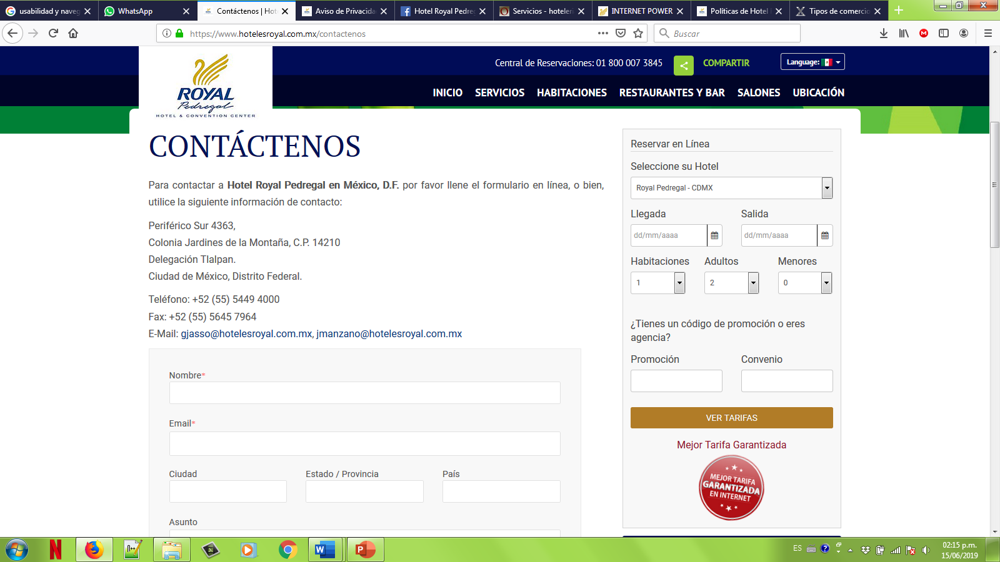 usabilidad y naveg
WhatsApp
Contáctenos | Hot
Aviso de Privacida
Hotel Royal Pedreg
Servicios - hoteleri
INTERNET POWER
Políticas de Hotel
Tipos de comercio
https://www.hotelesroyal.com.mx/contactenos
Buscar
Central de Reservaciones: 01 800 007 3845
COMPARTIR
Language:
ROYAL
Pedregal
HOTEL & CONVENTION CENTER
INICIO SERVICIOS HABITACIONES RESTAURANTES Y BAR SALONES UBICACIÓN
CONTÁCTENOS
Para contactar a Hotel Royal Pedregal en México, D.F. por favor llene el formulario en línea, o bien,
utilice la siguiente información de contacto:
Periférico Sur 4363,
Colonia Jardines de la Montaña, C.P. 14210
Delegación Tlalpan.
Ciudad de México, Distrito Federal.
Teléfono: +52 (55) 5449 4000
Fax: +52 (55) 5645 7964
E-Mail: gjasso@hotelesroyal.com.mx, jmanzano@hotelesroyal.com.mx
Nombre*
Email*
Ciudad Estado / Provincia País
Asunto
Reservar en Línea
Seleccione su Hotel
Royal Pedregal - CDMX
Llegada Salida
dd/mm/aaaa dd/mm/aaaa
Habitaciones Adultos Menores
1 2 0
¿Tienes un código de promoción o eres
agencia?
Promoción Convenio
VER TARIFAS
Mejor Tarifa Garantizada
MEJOR TARIFA
GARANTIZADA
EN INTERNET
ES
02:15 p.m.
15/06/2019